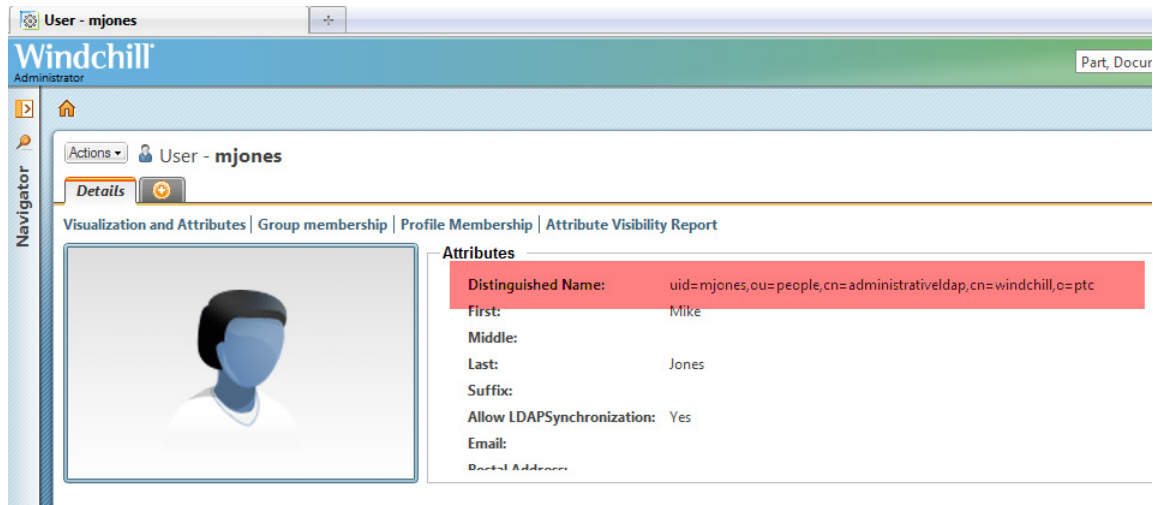 User - mjones
Windchill
Administrator
Part, Docur
Navigator
Actions
User - mjones
Details
Visualization and Attributes | Group membership | Profile Membership | Attribute Visibility Report
Attributes
Distinguished Name: uid=mjones,ou=people,cn=administrativeldap,cn=windchill,o=ptc
First: Mike
Middle:
Last: Jones
Suffix:
Allow LDAPSynchronization: Yes
Email:
Postal Address: